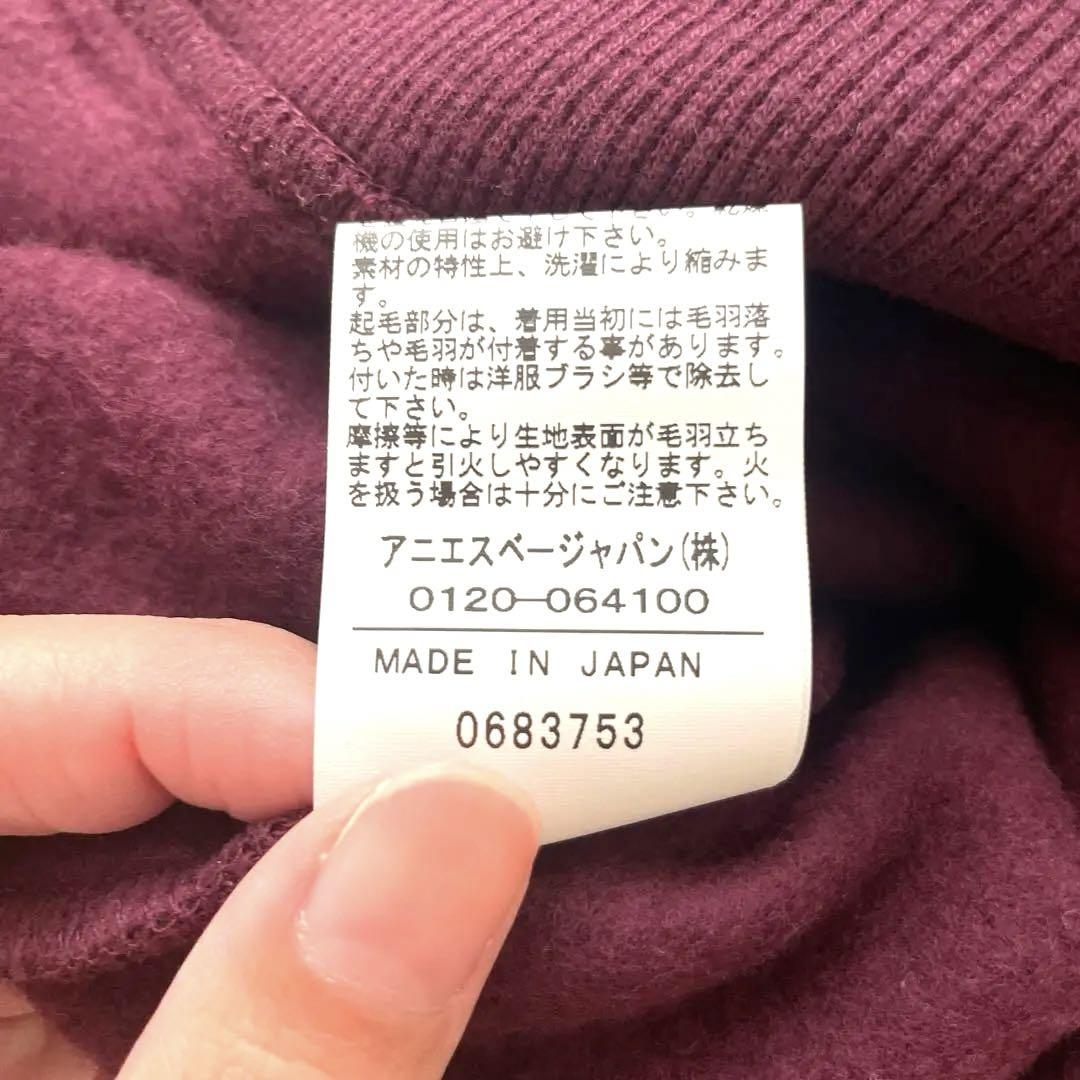 下さい。乾燥
機の使用はお避け下さい。
素材の特性上、洗濯により縮みま
す。
起毛部分は、着用当初には毛羽落
ちや毛羽が付着する事があります。
付いた時は洋服ブラシ等で除去し
て下さい。
摩擦等により生地表面が毛羽立ち
ますと引火しやすくなります。火
を扱う場合は十分にご注意下さい。
アニエスベージャパン(株)
0120-064100
MADE IN JAPAN
0683753